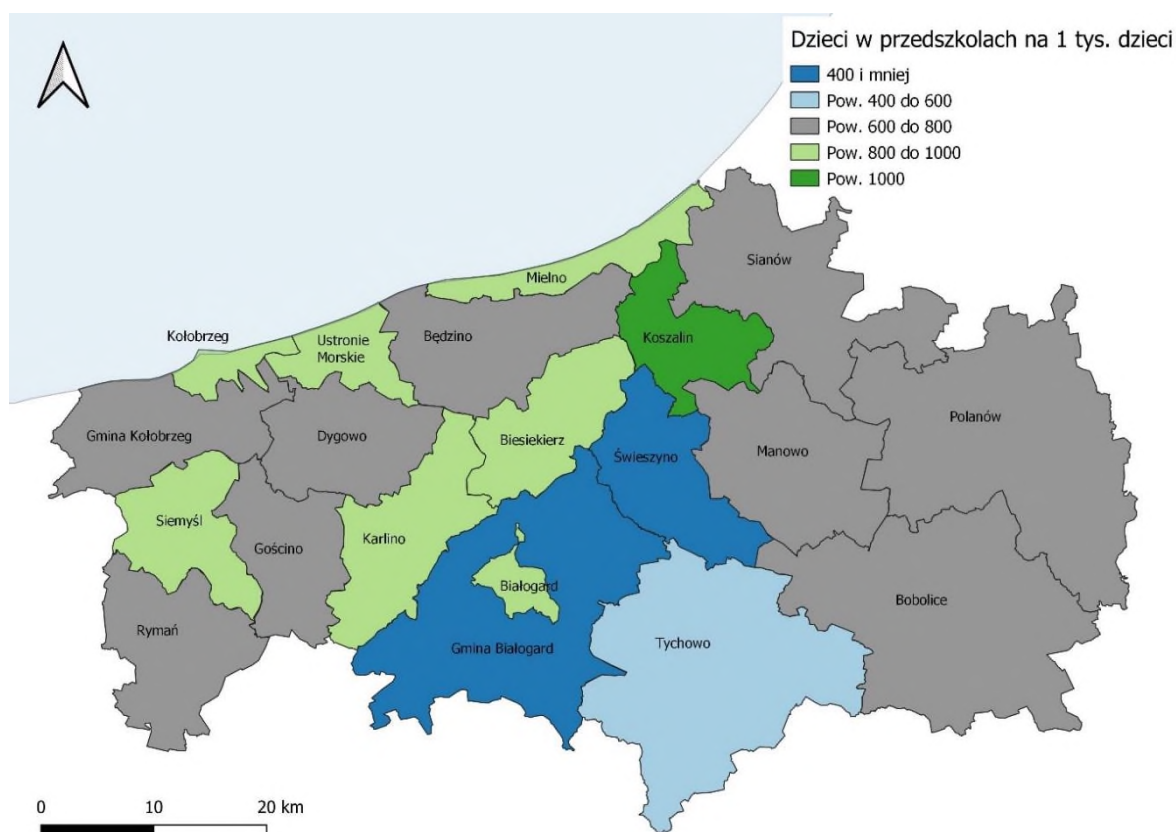 Dzieci w przedszkolach na 1 tys. dzieci
400 i mniej
Pow. 400 do 600
Pow. 600 do 800
Pow. 800 do 1000
Pow. 1000
Sianów
Mielno
Kołobrzeg
Ustronie
Morskie
Będzino
Koszalin
Polanów
Gmina Kołobrzeg
Dygowo
Biesiekierz
Świeszyno
Manowo
Siemyśl
Gościno
Karlino
Białogard
Bobolice
Rymań
Gmina Białogard
Tychowo
0 10 20 km